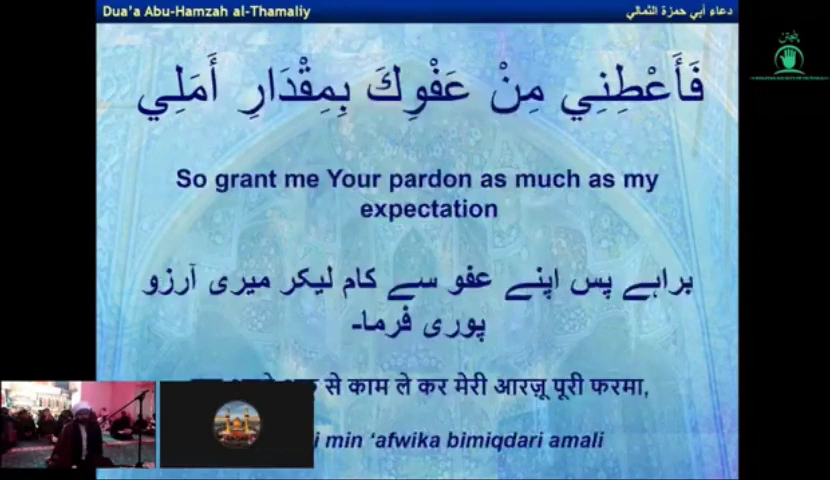 Dua'a Abu-Hamzah al-Thamaliy
دعاء أبي حمزة الثمالي
فَأَعْطِنِي مِنْ عَفْوِكَ بِمِقْدَارِ أَمَلِي
So grant me Your pardon as much as my
expectation
براہے پس اپنے عفو سے کام لیکر میری آرزو
پوری فرما-
से काम ले कर मेरी आरज़ू पूरी फरमा,
min ‘afwika bimiqdari amali